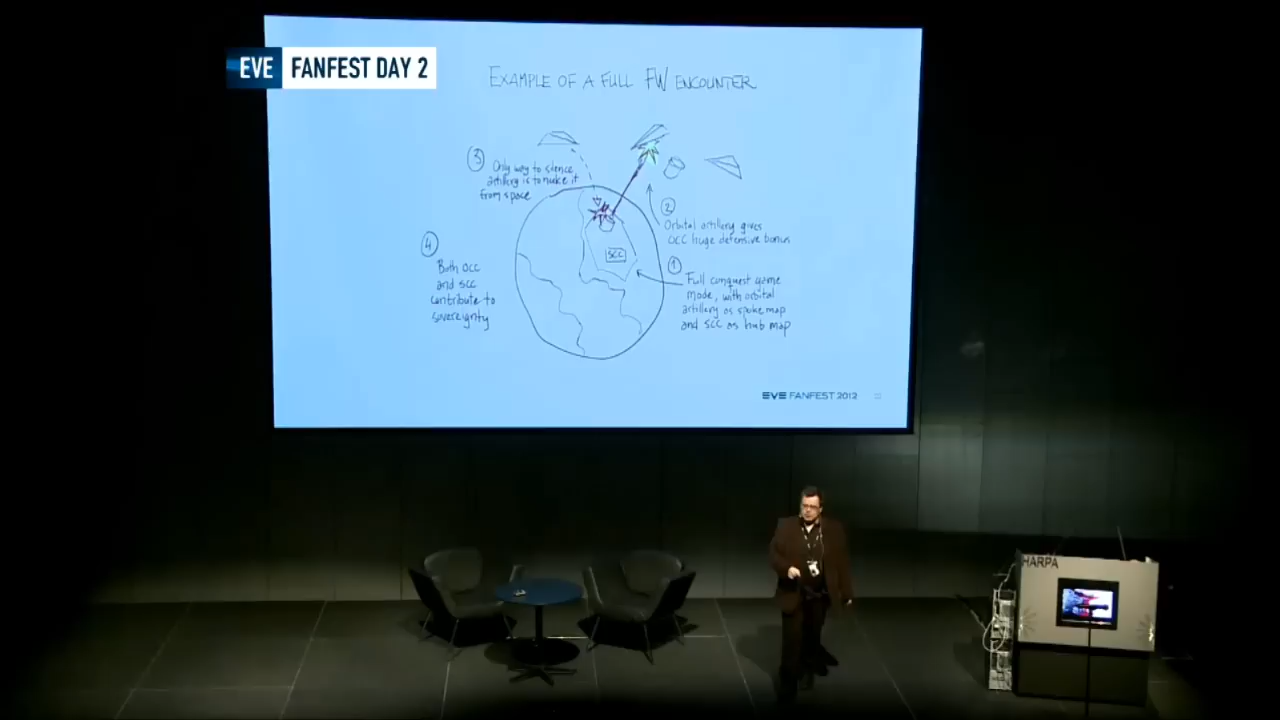 EVE FANFEST DAY 2
EXAMPLE OF A FULL FW ENCOUNTER
3
Only way to silence
artillery is to nuke it
from space
2
Orbital artillery gives
OCC huge defensive bonus
4
Both OCC
and SCC
contribute to
sovereignty
SCC
1
Full conquest game
mode, with orbital
artillery as spoke map
and SCC as hub map
EVE FANFEST 2012
HARPA